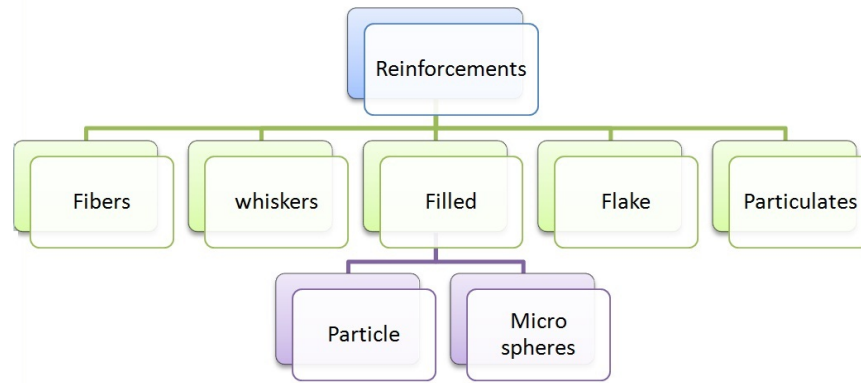 Reinforcements
Fibers
whiskers
Filled
Flake
Particulates
Particle
Micro
spheres